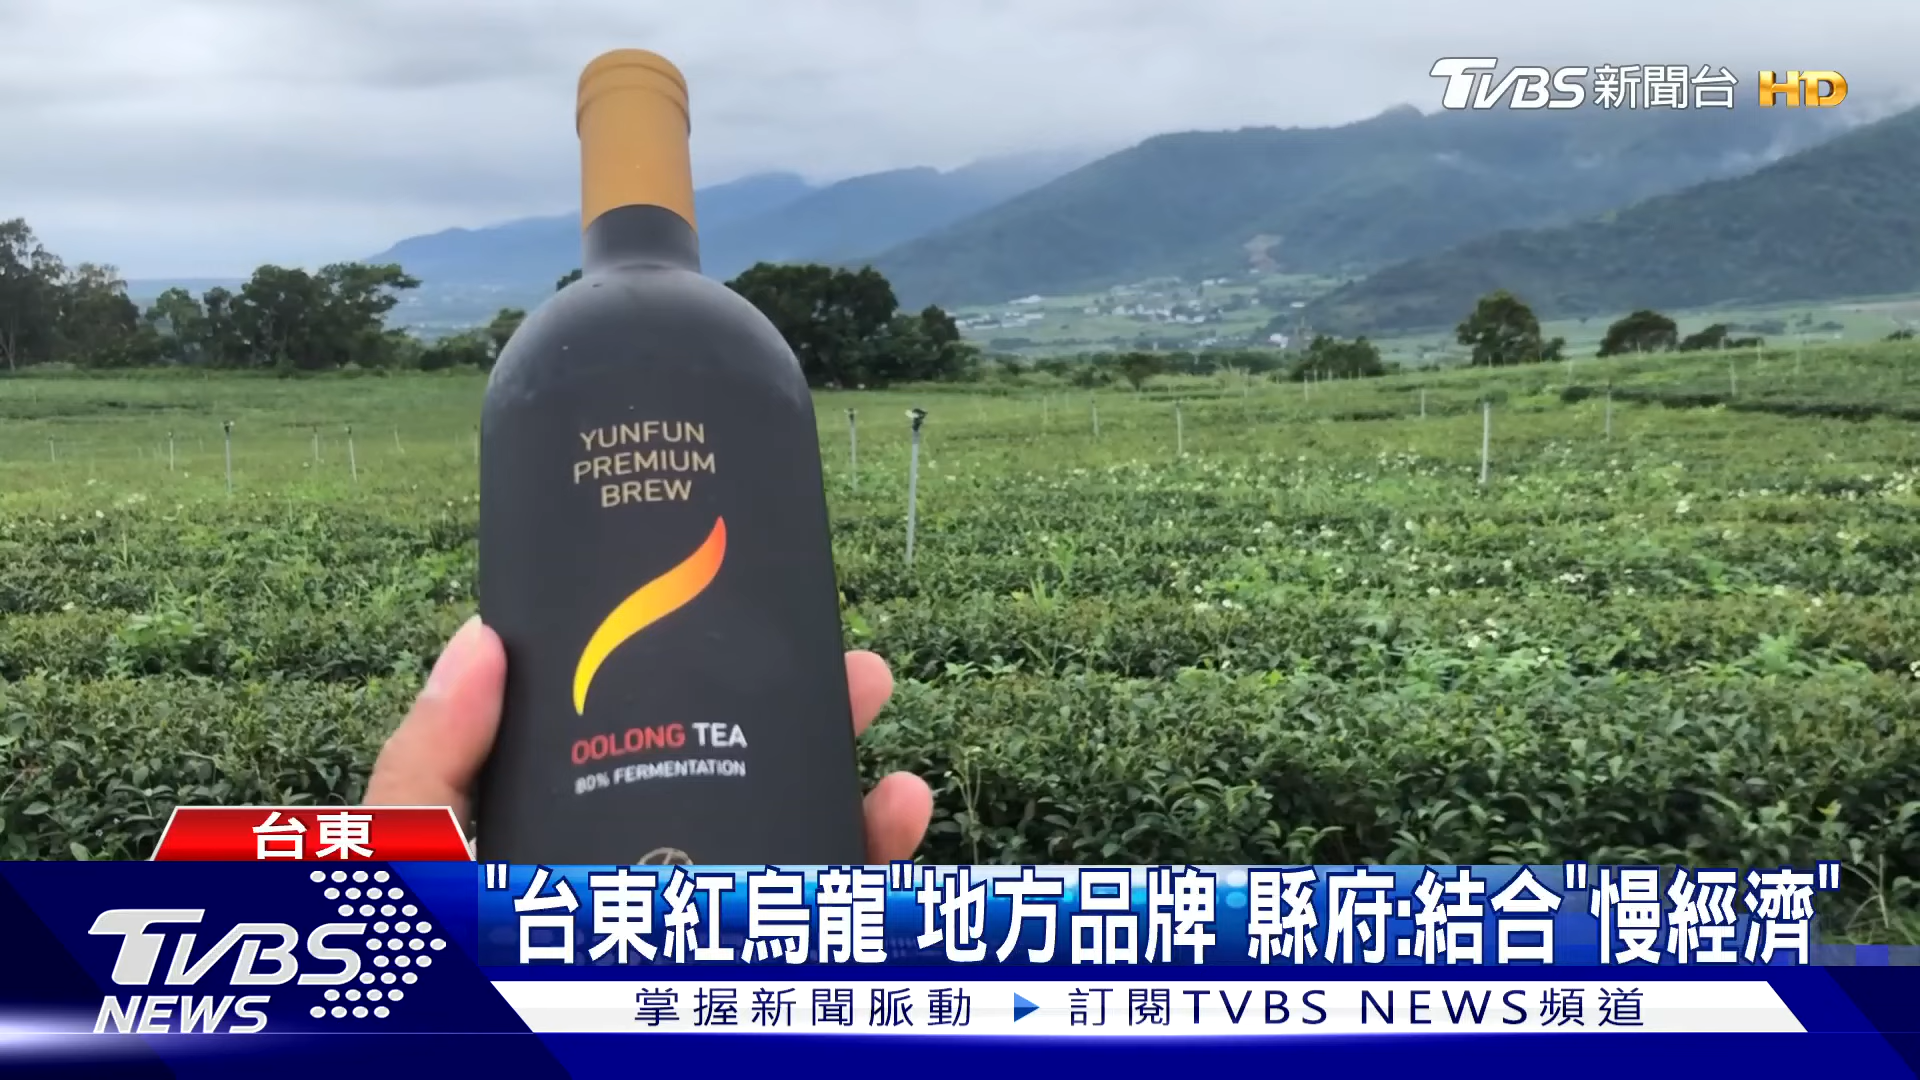 TVBS新聞台 HD
YUNFUN
PREMIUM
BREW
OOLONG TEA
80% FERMENTATION
台東
"台東紅烏龍"地方品牌 縣府:結合"慢經濟"
TVBS
NEWS
掌握新聞脈動 ▶ 訂閱TVBS NEWS頻道